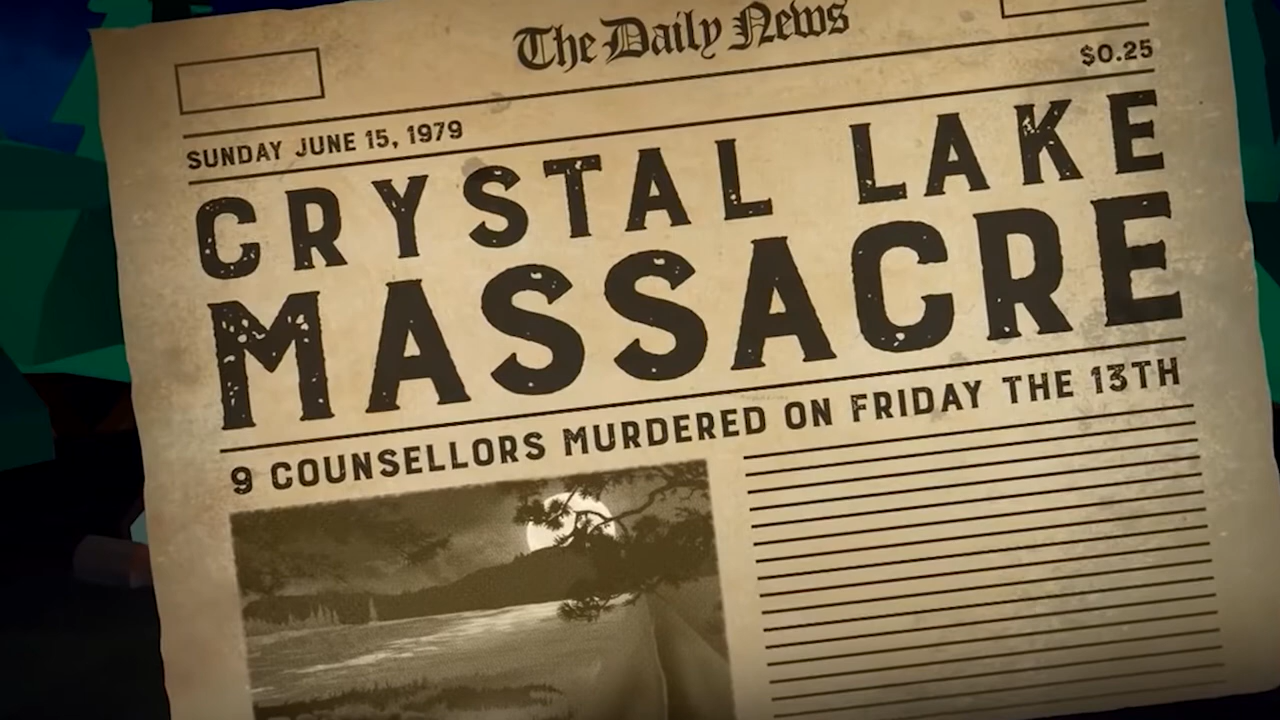 The Daily News
$0.25
SUNDAY JUNE 15, 1979
CRYSTAL LAKE
MASSACRE
9 COUNSELLORS MURDERED ON FRIDAY THE 13TH